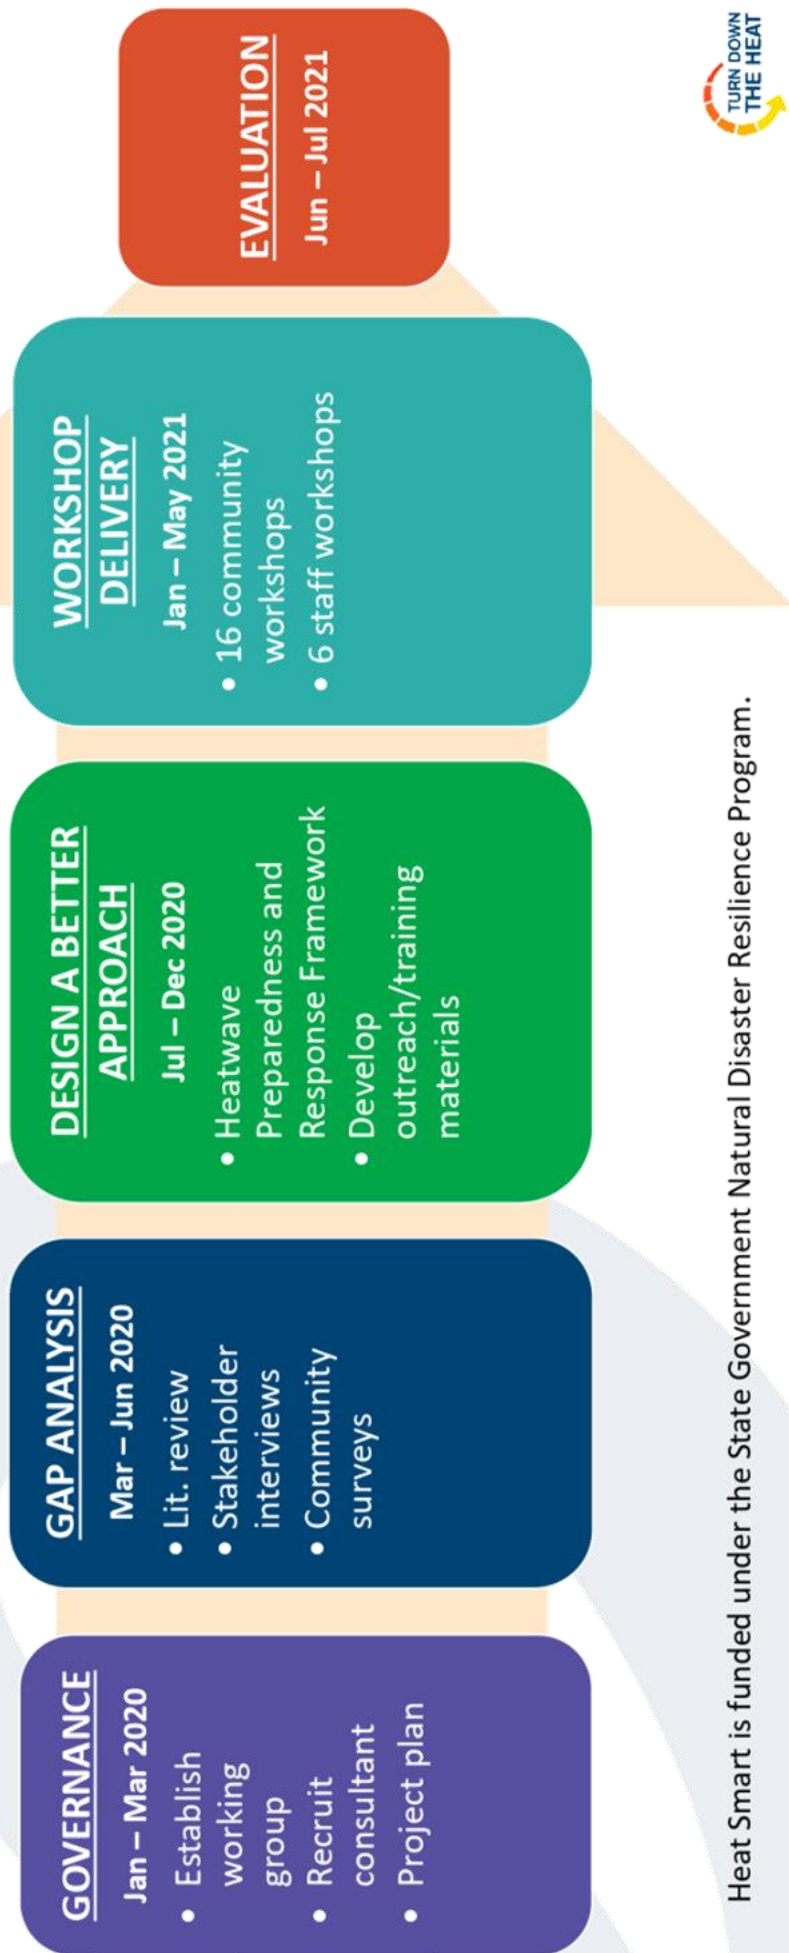 GOVERNANCE
Jan – Mar 2020
• Establish
working
group
• Recruit
consultant
• Project plan
GAP ANALYSIS
Mar – Jun 2020
• Lit. review
• Stakeholder
interviews
• Community
surveys
DESIGN A BETTER
APPROACH
Jul – Dec 2020
• Heatwave
Preparedness and
Response Framework
• Develop
outreach/training
materials
WORKSHOP
DELIVERY
Jan – May 2021
• 16 community
workshops
• 6 staff workshops
EVALUATION
Jun – Jul 2021
Heat Smart is funded under the State Government Natural Disaster Resilience Program.
TURN DOWN
THE HEAT